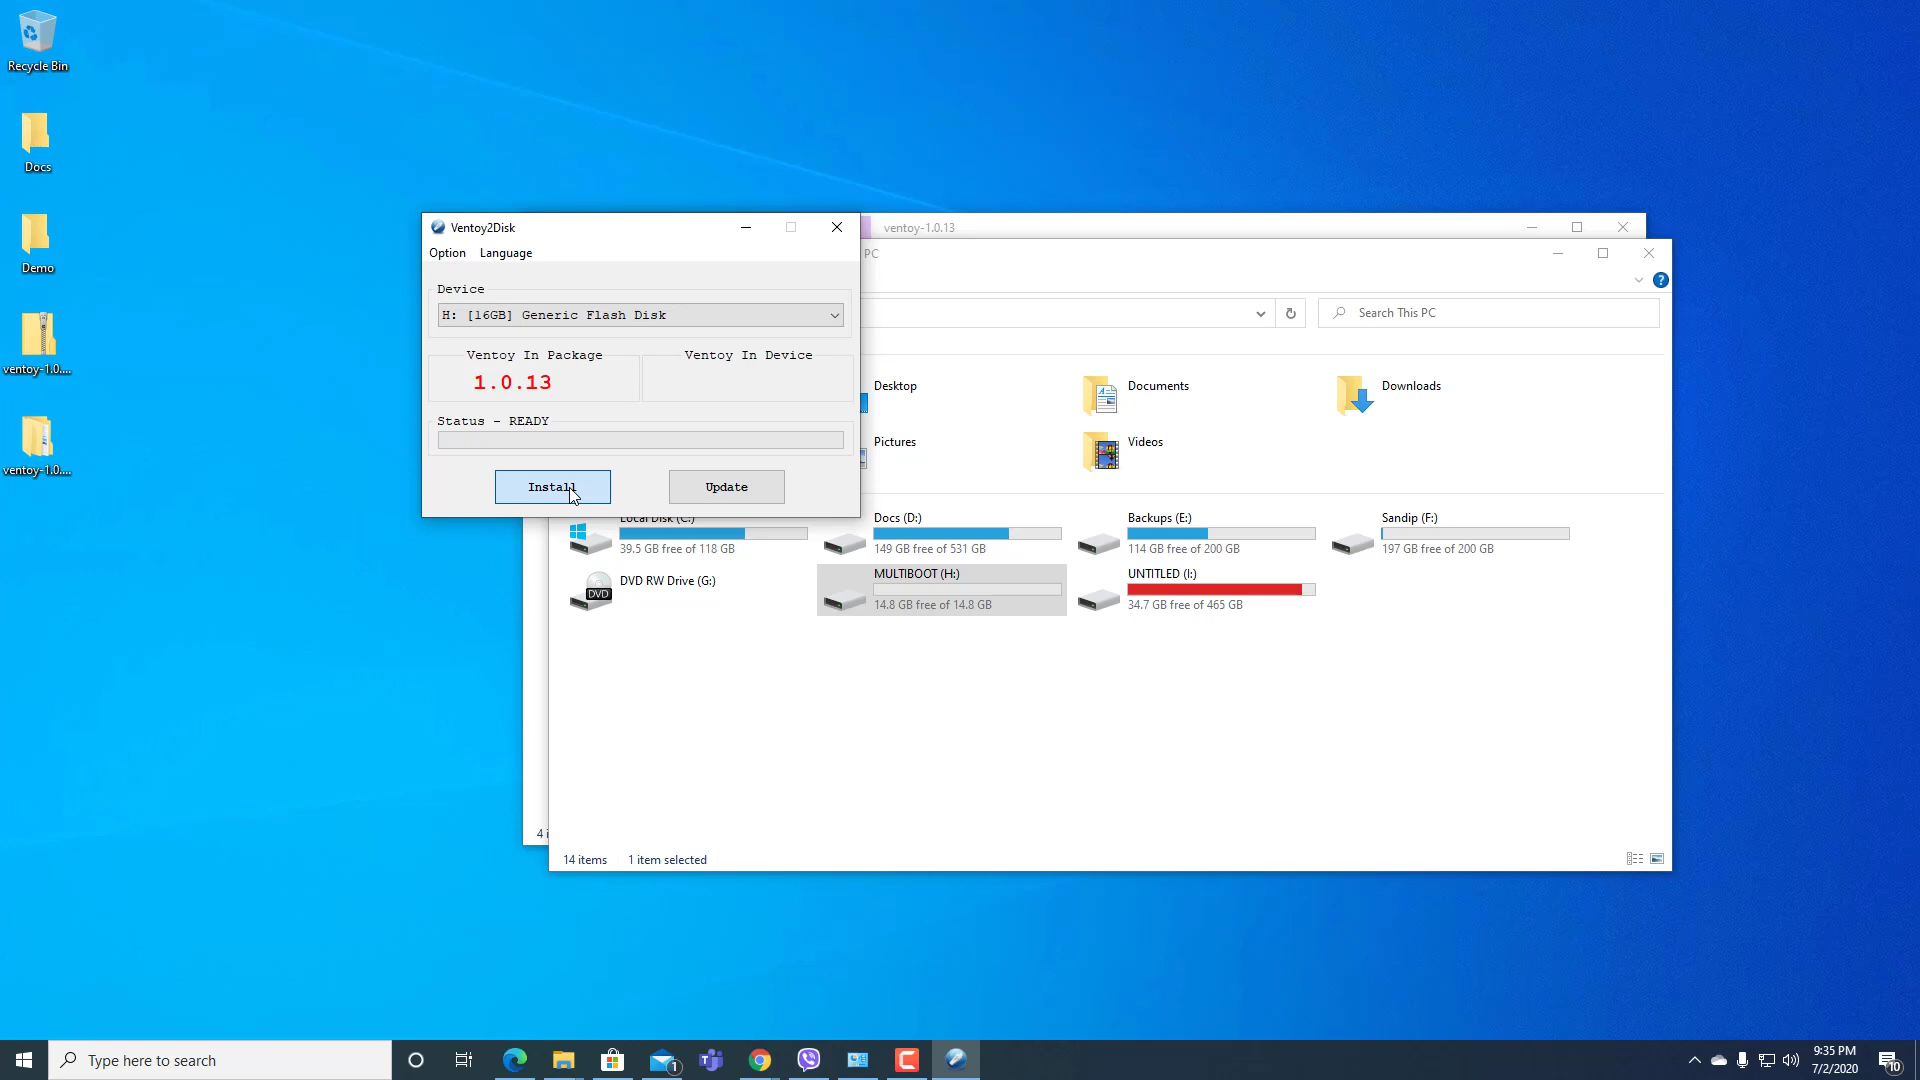 Recycle Bin
Docs
Demo
ventoy-1.0....
ventoy-1.0....
Ventoy2Disk
Option Language
Device
H: [16GB] Generic Flash Disk
Ventoy In Package
Ventoy In Device
1.0.13
Status - READY
Install
Update
ventoy-1.0.13
PC
Search This PC
Desktop
Documents
Downloads
Pictures
Videos
Local Disk (C:)
39.5 GB free of 118 GB
Docs (D:)
149 GB free of 531 GB
Backups (E:)
114 GB free of 200 GB
Sandip (F:)
197 GB free of 200 GB
DVD
DVD RW Drive (G:)
MULTIBOOT (H:)
14.8 GB free of 14.8 GB
UNTITLED (I:)
34.7 GB free of 465 GB
4 i
14 items 1 item selected
Type here to search
1
9:35 PM
7/2/2020
10